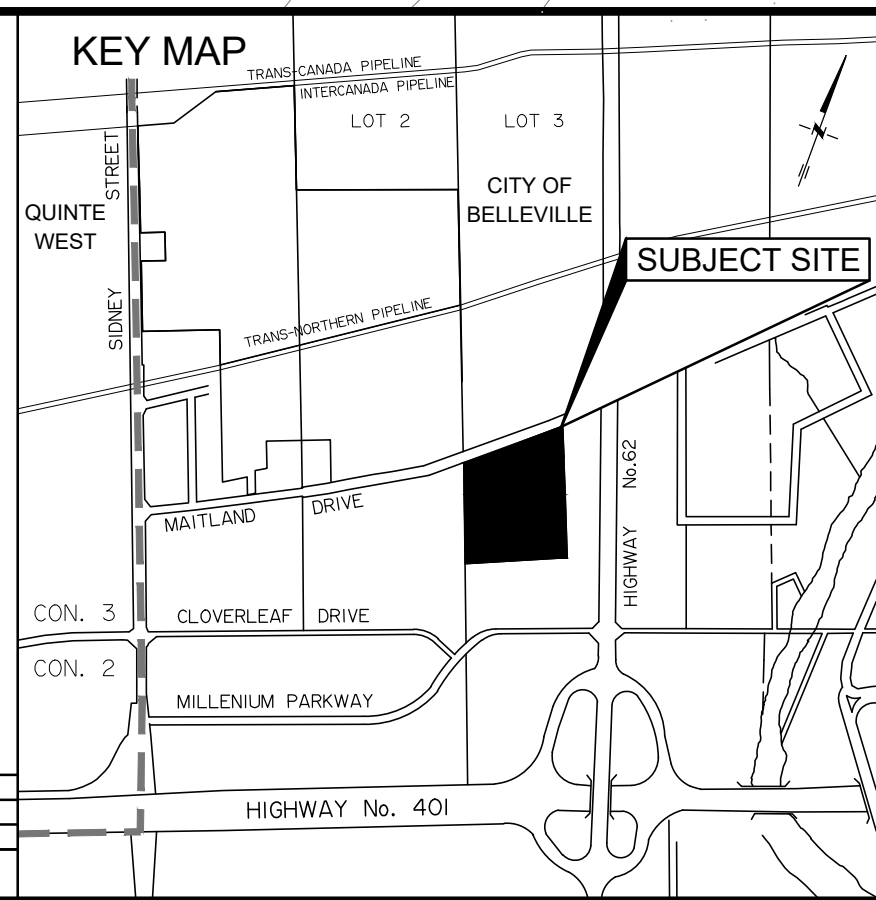 KEY MAP
TRANS-CANADA PIPELINE
INTERCANADA PIPELINE
LOT 2
LOT 3
STREET
QUINTE
WEST
CITY OF
BELLEVILLE
N
SUBJECT SITE
SIDNEY
TRANS-NORTHERN PIPELINE
No.62
HIGHWAY
MAITLAND DRIVE
CON. 3
CLOVERLEAF DRIVE
CON. 2
MILLENIUM PARKWAY
HIGHWAY No. 401